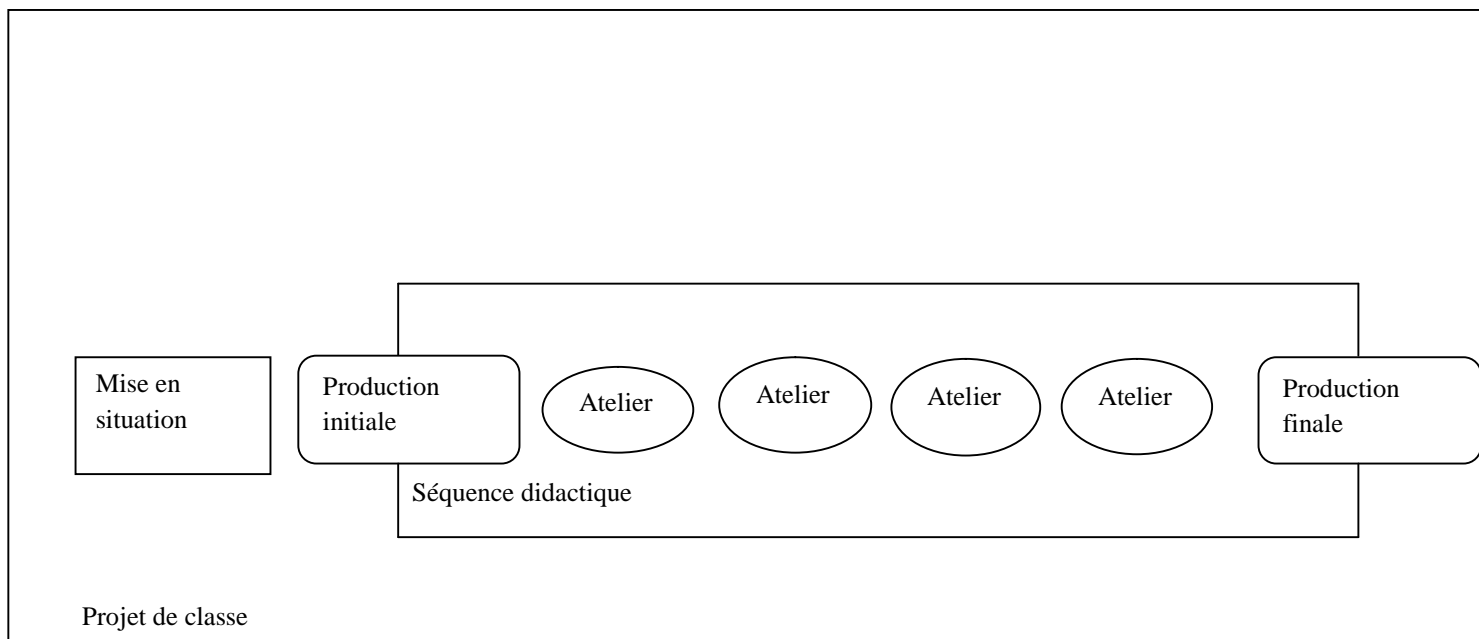 Mise en
situation
Production
initiale
Atelier
Atelier
Atelier
Atelier
Production
finale
Séquence didactique
Projet de classe